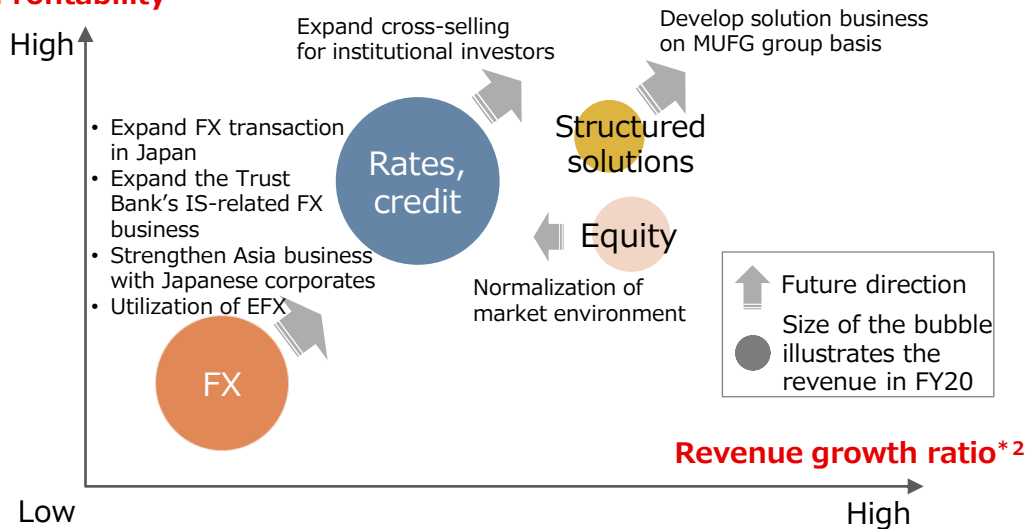 High
Expand cross-selling
for institutional investors
Develop solution business
on MUFG group basis
• Expand FX transaction
in Japan
• Expand the Trust
Bank's IS-related FX
business
• Strengthen Asia business
with Japanese corporates
• Utilization of EFX
Rates,
credit
Structured
solutions
Equity
Normalization of
market environment
FX
Future direction
Size of the bubble
illustrates the
revenue in FY20
Revenue growth ratio*2
Low
High